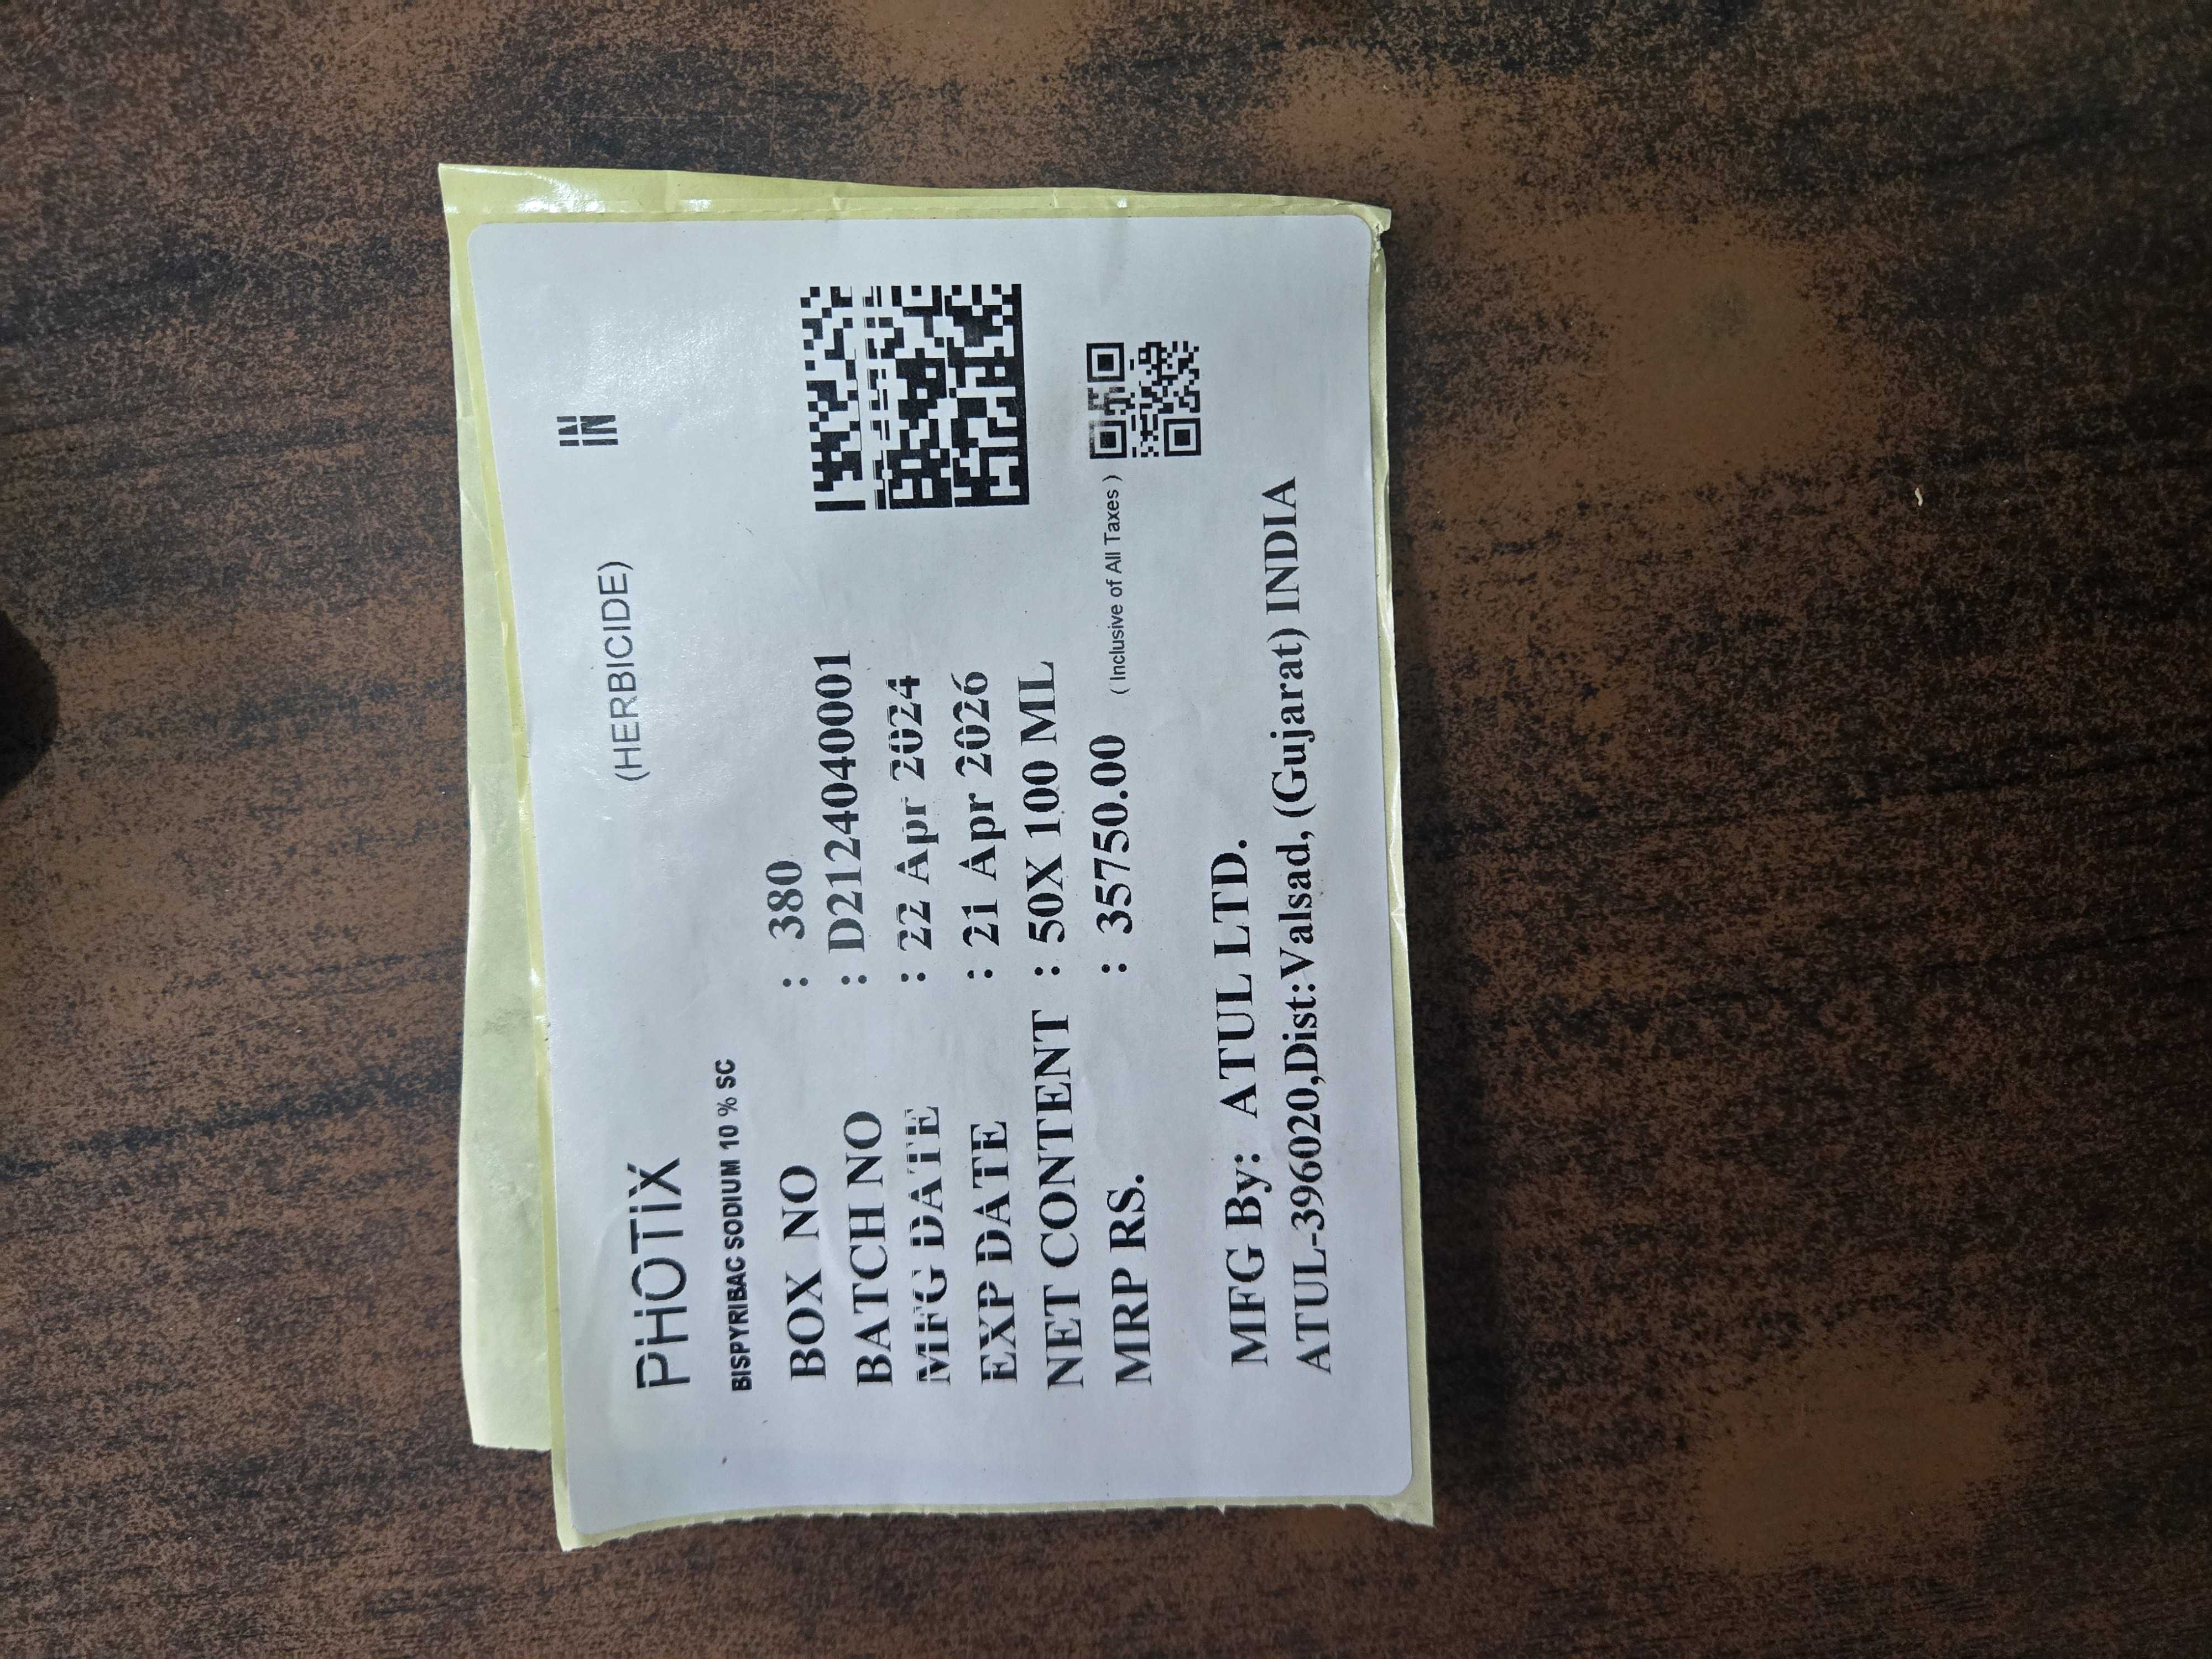 IN
PHOTIX (HERBICIDE)
BISPYRIBAC SODIUM 10 % SC
BOX NO : 380
BATCH NO : D2124040001
MFG DATE : 22 Apr 2024
EXP DATE : 21 Apr 2026
NET CONTENT : 50X 100 ML
MRP RS. : 35750.00 ( Inclusive of All Taxes )
MFG By: ATUL LTD.
ATUL-396020,Dist:Valsad, (Gujarat) INDIA